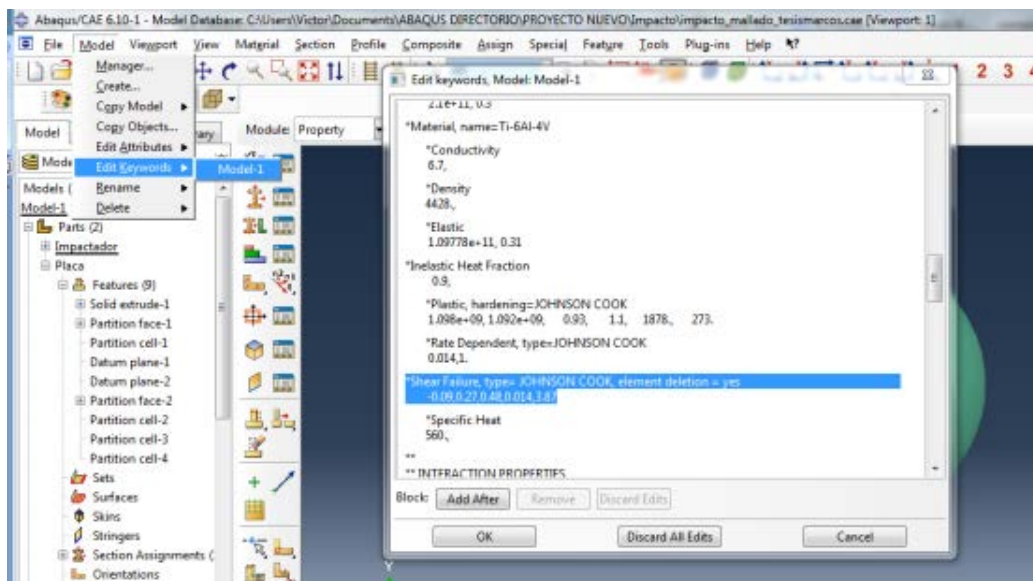 Abaqus/CAE 6.10-1 - Model Database: C:\Users\Victor\Documents\ABAQUS DIRECTORIO\PROYECTO NUEVO\Impacto\impacto_mallado_tesismarcos.cae [Viewport: 1]
File Model Viewport View Material Section Profile Composite Assign Special Feature Tools Plug-ins Help
Manager...
Create...
Copy Model
Copy Objects...
Edit Attributes
Edit Keywords
Model-1
Rename
Delete
2 3
Model
Module: Property
Models (
Model-1
Parts (2)
Impactador
Placa
Features (9)
Solid extrude-1
Partition face-1
Partition cell-1
Datum plane-1
Datum plane-2
Partition face-2
Partition cell-2
Partition cell-3
Partition cell-4
Sets
Surfaces
Skins
Stringers
Section Assignments (
Orientations
Edit keywords, Model: Model-1
2.1e+11, 0.3
*Material, name=Ti-6Al-4V
*Conductivity
6.7,
*Density
4428.,
*Elastic
1.09778e+11, 0.31
*Inelastic Heat Fraction
0.9,
*Plastic, hardening=JOHNSON COOK
1.098e+09, 1.092e+09, 0.93, 1.1, 1878., 273.
*Rate Dependent, type=JOHNSON COOK
0.014,1.
*Shear Failure, type= JOHNSON COOK, element deletion = yes
-0.09,0.27,0.48,0.014,3.87
*Specific Heat
560.,
**
** INTERACTION PROPERTIES
Block: Add After Remove Discard Edits
OK Discard All Edits Cancel
Y